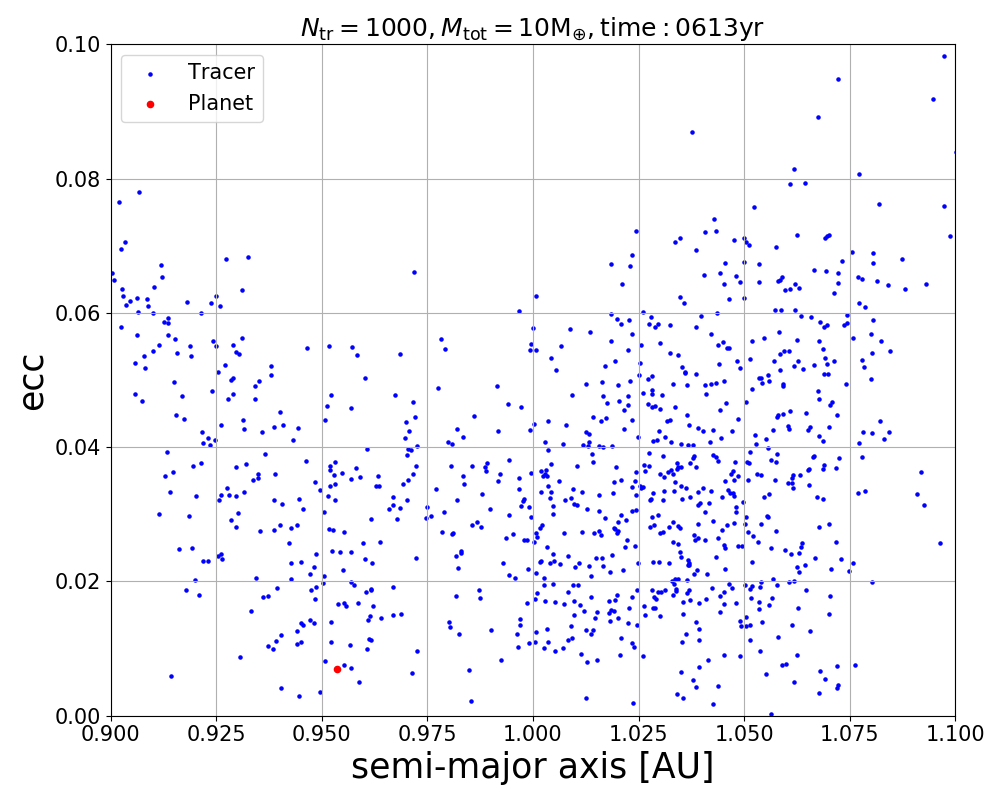 N_tr = 1000, M_tot = 10M_⊕, time : 0613yr
Tracer
Planet
ecc
0.10
0.08
0.06
0.04
0.02
0.00
0.900 0.925 0.950 0.975 1.000 1.025 1.050 1.075 1.100
semi-major axis [AU]